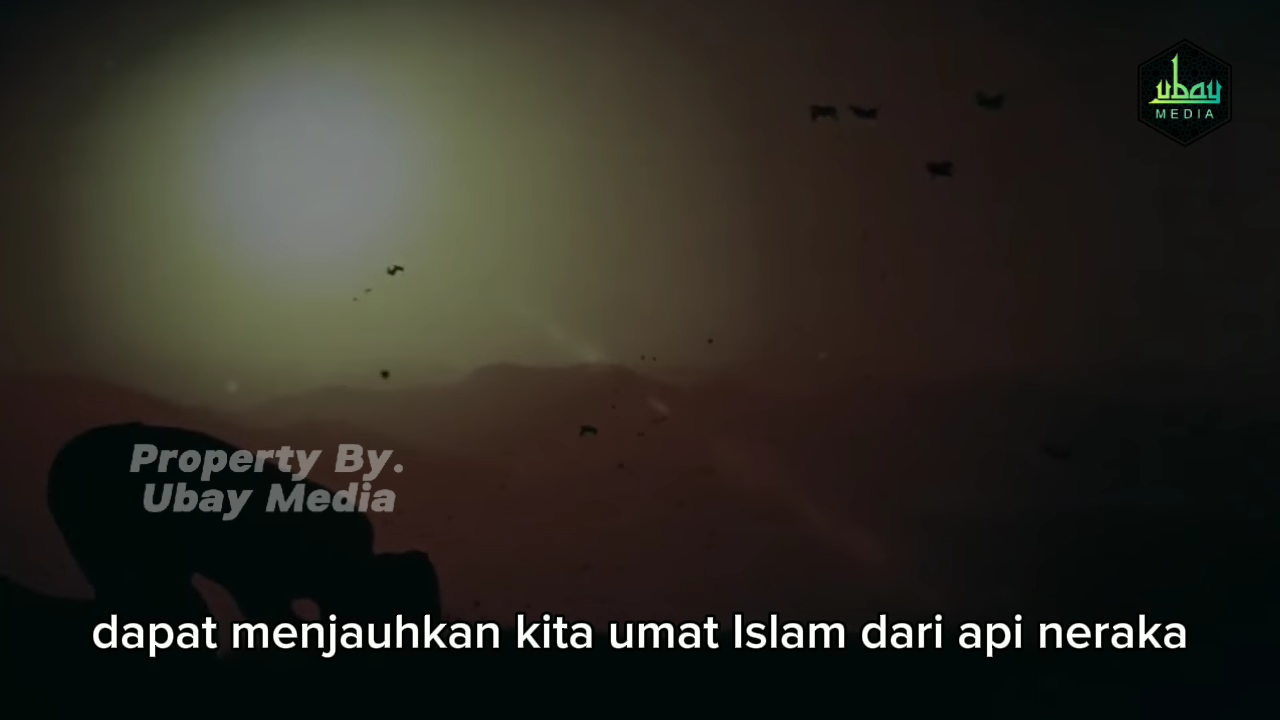 ubay
MEDIA
Property By.
Ubay Media
dapat menjauhkan kita umat Islam dari api neraka